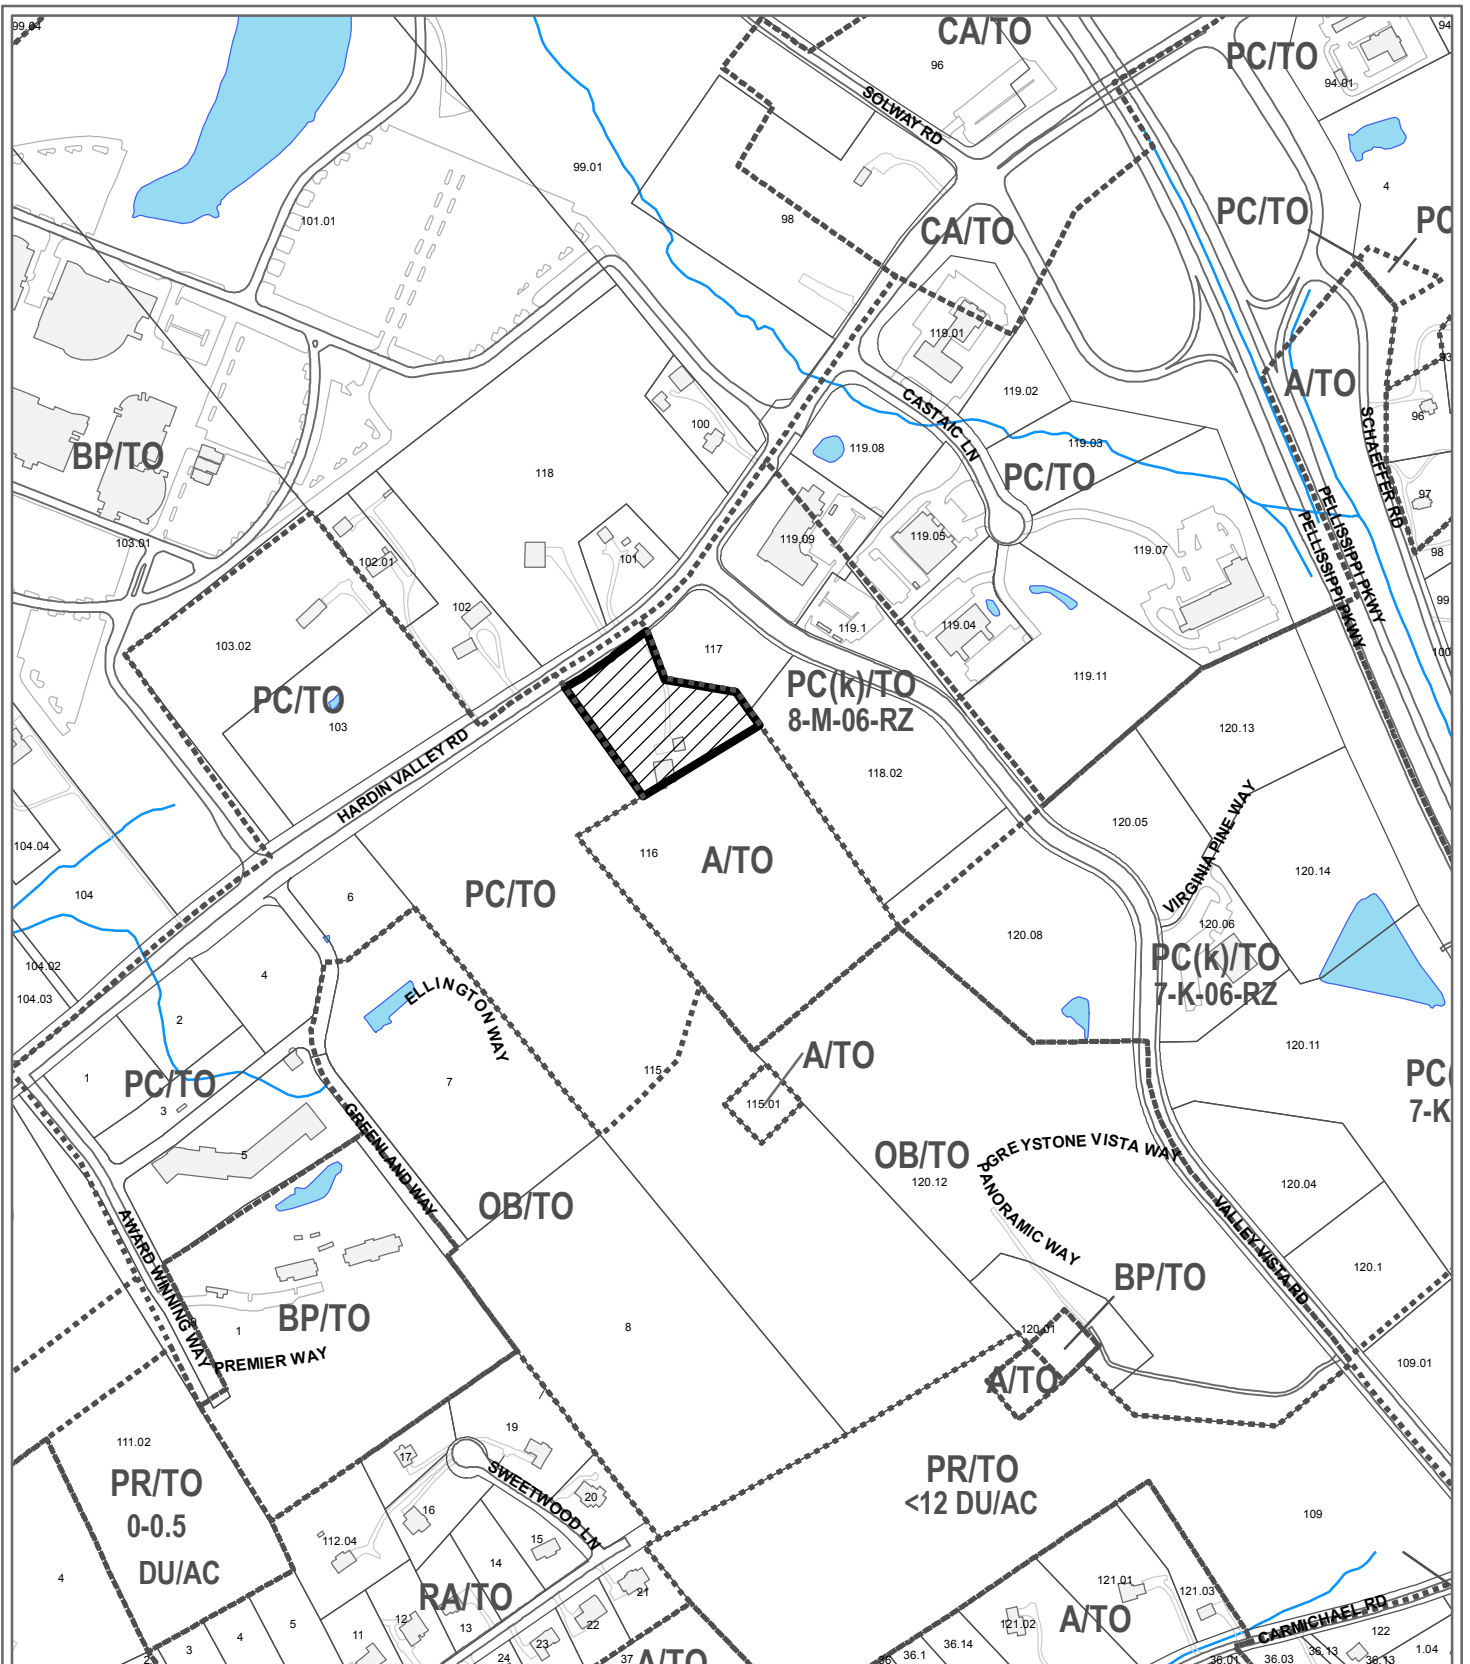 99.04
CA/TO
96
PC/TO
94.01
94
SOLWAY RD
99.01
4
101.01
98
CA/TO
PC/TO
PC
119.01
A/TO
93
119.02
96
CASTAIC LN
SCHAEFFER RD
100
119.08
119.03
BP/TO
118
PC/TO
97
PELLISSIPPI PKWY
PELLISSIPPI PKWY
103.01
102.01
101
119.09
119.05
119.07
98
102
99
103.02
119.1
119.04
117
100
PC/TO
103
PC(k)/TO
8-M-06-RZ
119.11
HARDIN VALLEY RD
120.13
118.02
120.05
VIRGINIA PINE WAY
104.04
116
A/TO
120.14
104
6
PC/TO
120.08
120.06
104.02
4
PC(k)/TO
7-K-06-RZ
104.03
ELLINGTON WAY
2
120.11
1
PC/TO
7
115
A/TO
PC(
7-K
3
115.01
GREENLAND WAY
5
OB/TO
120.12
GREYSTONE VISTA WAY
120.04
OB/TO
PANORAMIC WAY
VALLEY VISTA RD
AWARD WINNING WAY
BP/TO
120.1
BP/TO
1
8
120.01
PREMIER WAY
A/TO
109.01
111.02
19
17
PR/TO
0-0.5
DU/AC
SWEETWOOD LN
20
PR/TO
<12 DU/AC
16
109
112.04
15
14
4
121.01
121.03
RA/TO
21
5
12
22
121.02
A/TO
CARMICHAEL RD
4
11
13
23
36.14
122
3
24
37
A/TO
36
36.1
36.01
36.03
36.13
36.13
1.04
2